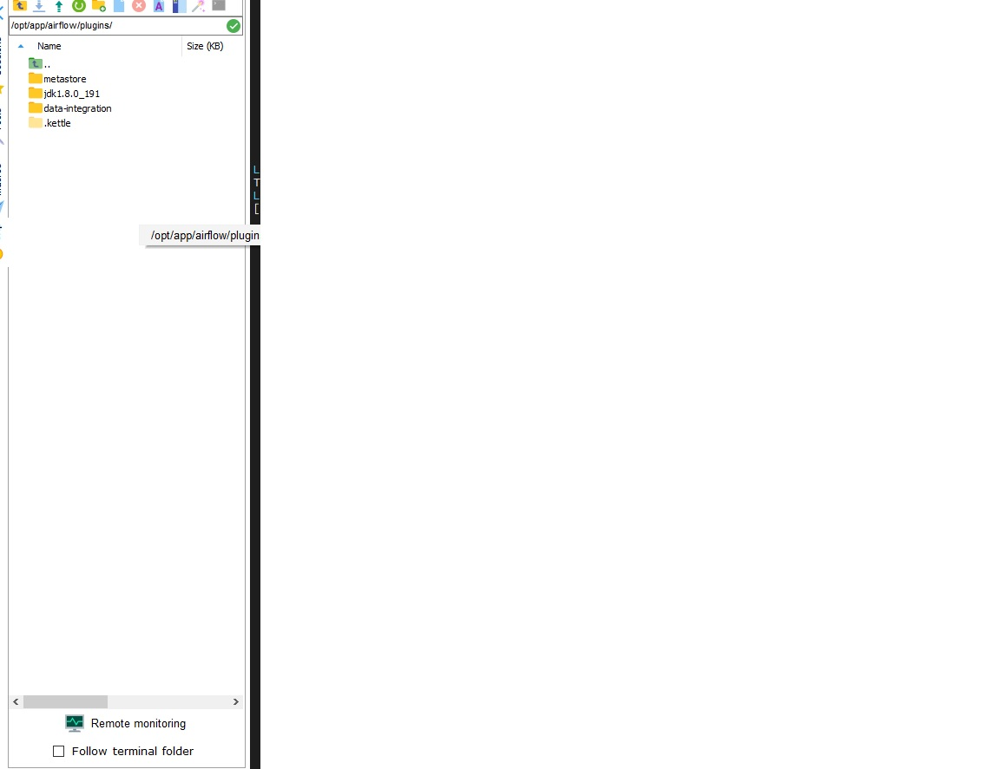 /opt/app/airflow/plugins/
Name Size (KB)
..
metastore
jdk1.8.0_191
data-integration
.kettle
L
T
L
[
/opt/app/airflow/plugin
Remote monitoring
Follow terminal folder